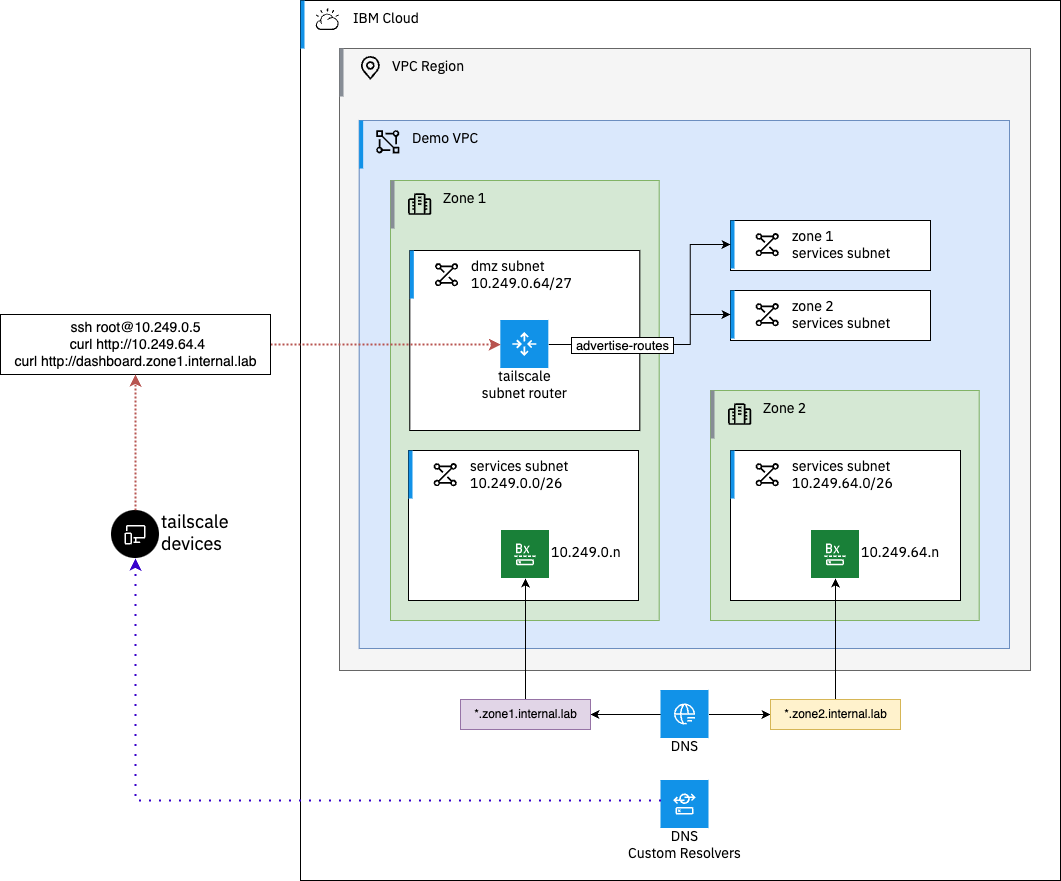 IBM Cloud
VPC Region
Demo VPC
Zone 1
dmz subnet
10.249.0.64/27
tailscale
subnet router
advertise-routes
zone 1
services subnet
zone 2
services subnet
ssh root@10.249.0.5
curl http://10.249.64.4
curl http://dashboard.zone1.internal.lab
services subnet
10.249.0.0/26
Bx
10.249.0.n
Zone 2
services subnet
10.249.64.0/26
Bx
10.249.64.n
tailscale
devices
*.zone1.internal.lab
DNS
*.zone2.internal.lab
DNS
Custom Resolvers